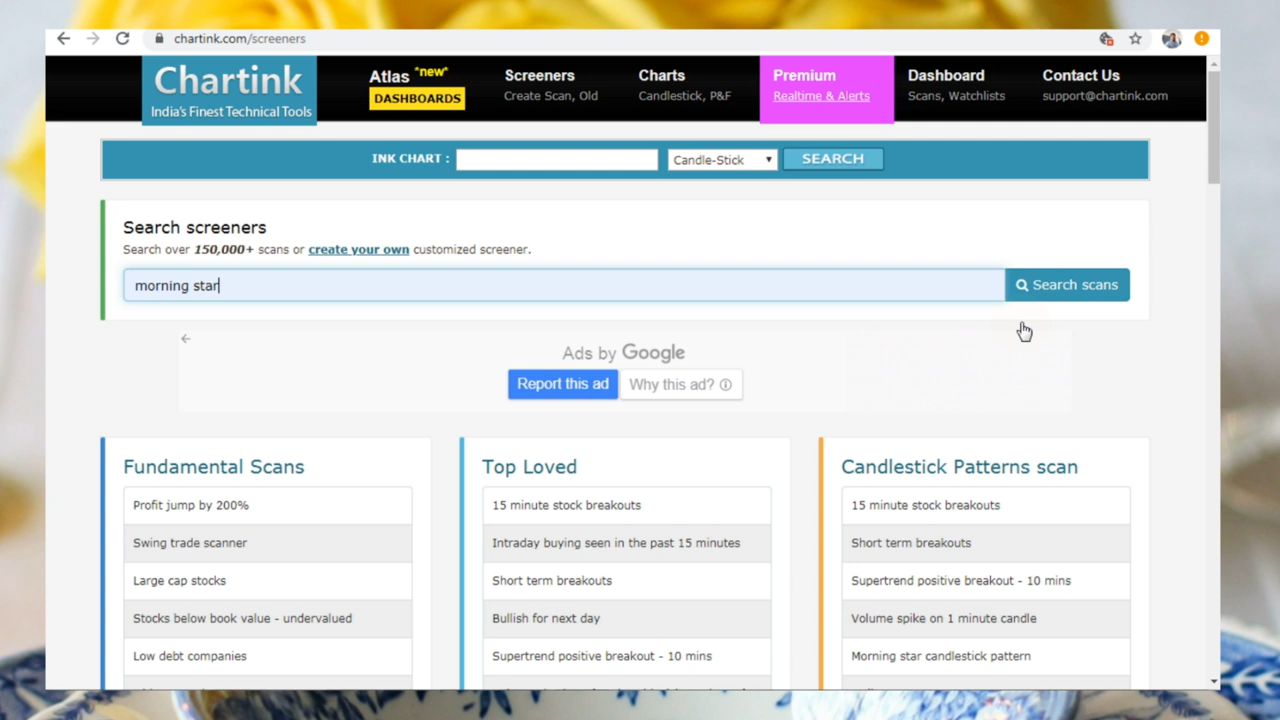 chartink.com/screeners
Chartink
India's Finest Technical Tools
Atlas "new"
DASHBOARDS
Screeners
Create Scan, Old
Charts
Candlestick, P&F
Premium
Realtime & Alerts
Dashboard
Scans, Watchlists
Contact Us
support@chartink.com
INK CHART :
Candle-Stick
SEARCH
Search screeners
Search over 150,000+ scans or create your own customized screener.
morning star
Search scans
Ads by Google
Report this ad
Why this ad?
Fundamental Scans
Profit jump by 200%
Swing trade scanner
Large cap stocks
Stocks below book value - undervalued
Low debt companies
Top Loved
15 minute stock breakouts
Intraday buying seen in the past 15 minutes
Short term breakouts
Bullish for next day
Supertrend positive breakout - 10 mins
Candlestick Patterns scan
15 minute stock breakouts
Short term breakouts
Supertrend positive breakout - 10 mins
Volume spike on 1 minute candle
Morning star candlestick pattern